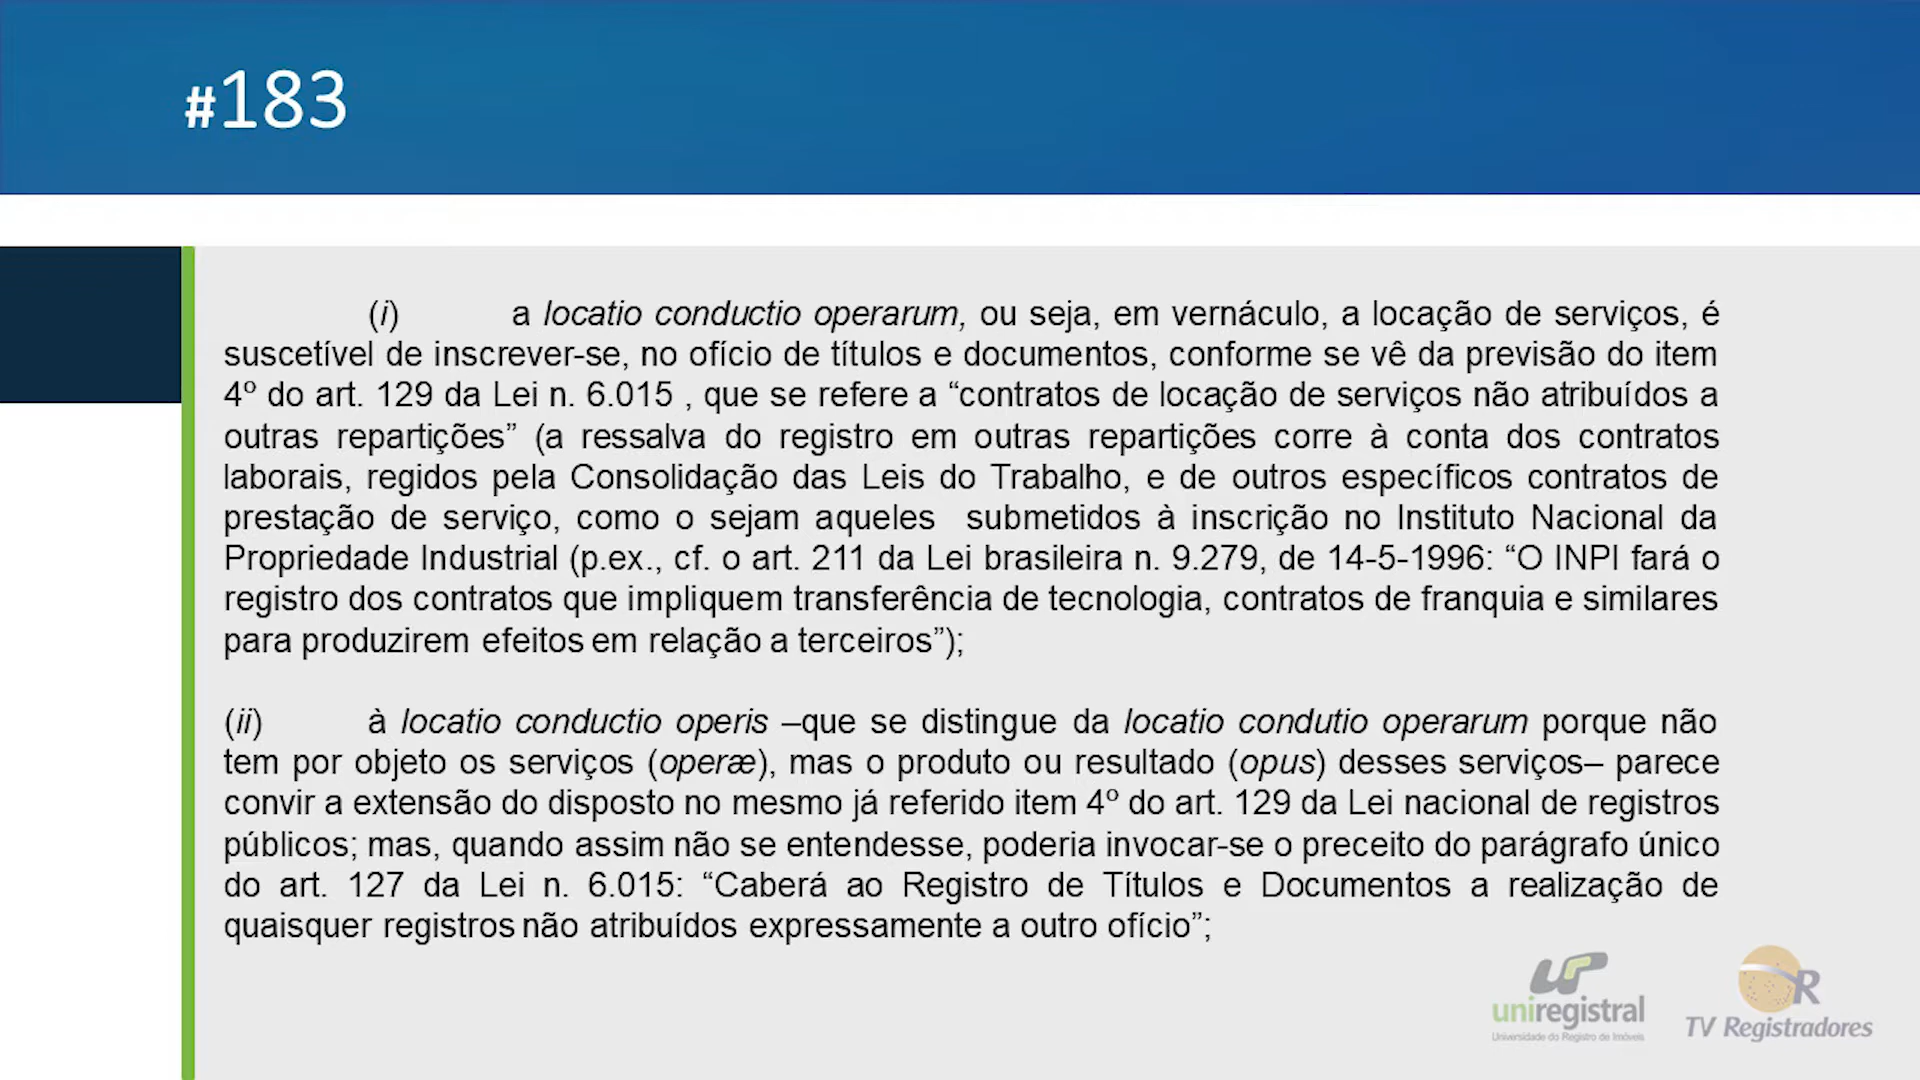 #183
(i) a locatio conductio operarum, ou seja, em vernáculo, a locação de serviços, é
suscetível de inscrever-se, no ofício de títulos e documentos, conforme se vê da previsão do item
4º do art. 129 da Lei n. 6.015 , que se refere a “contratos de locação de serviços não atribuídos a
outras repartições” (a ressalva do registro em outras repartições corre à conta dos contratos
laborais, regidos pela Consolidação das Leis do Trabalho, e de outros específicos contratos de
prestação de serviço, como o sejam aqueles submetidos à inscrição no Instituto Nacional da
Propriedade Industrial (p.ex., cf. o art. 211 da Lei brasileira n. 9.279, de 14-5-1996: “O INPI fará o
registro dos contratos que impliquem transferência de tecnologia, contratos de franquia e similares
para produzirem efeitos em relação a terceiros”);
(ii) à locatio conductio operis –que se distingue da locatio condutio operarum porque não
tem por objeto os serviços (operæ), mas o produto ou resultado (opus) desses serviços– parece
convir a extensão do disposto no mesmo já referido item 4º do art. 129 da Lei nacional de registros
públicos; mas, quando assim não se entendesse, poderia invocar-se o preceito do parágrafo único
do art. 127 da Lei n. 6.015: “Caberá ao Registro de Títulos e Documentos a realização de
quaisquer registros não atribuídos expressamente a outro ofício”;
uniregistral
Universidade do Registro de Imóveis
R
TV Registradores